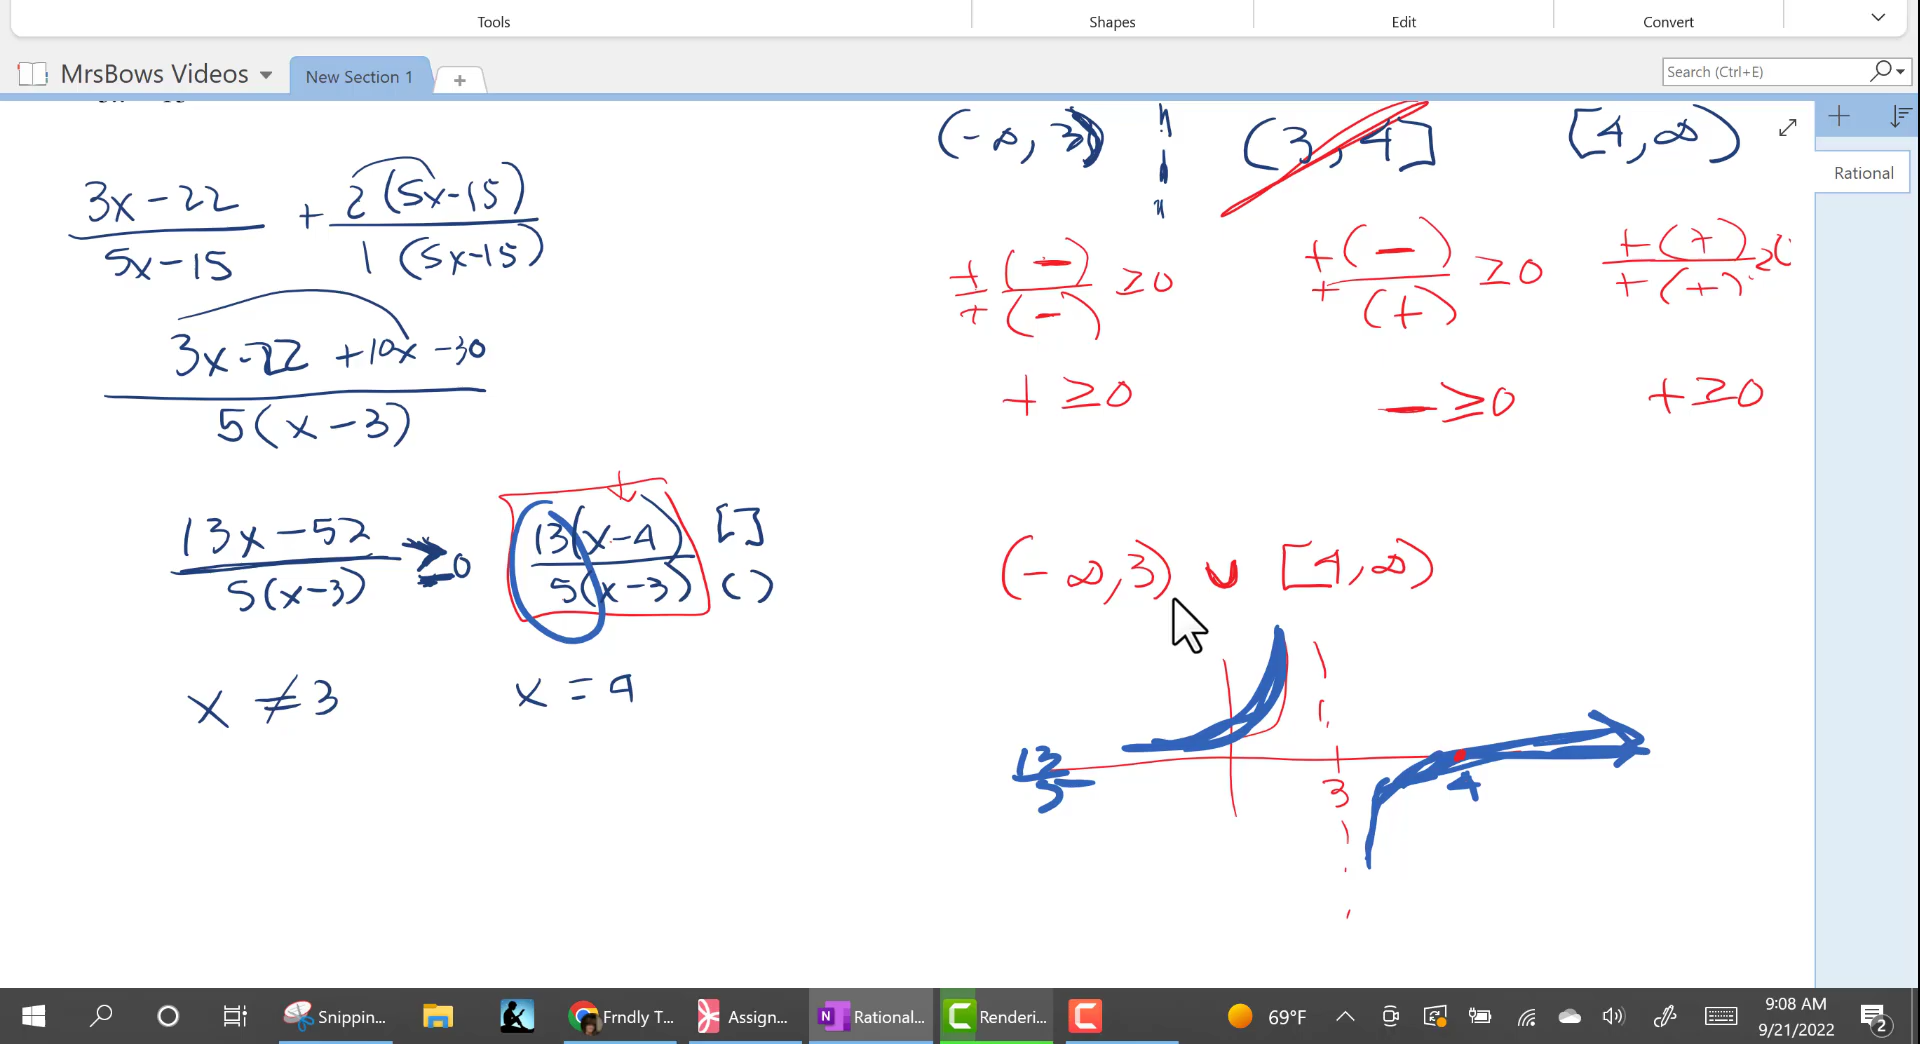 Tools Shapes Edit Convert
MrsBows Videos New Section 1 + Search (Ctrl+E)
(-∞, 3) (3, 4] [4, ∞)
Rational
3x-22 + 2(5x-15)
5x-15 1(5x-15)
+(-) ≥0 +(-) ≥0 +(+) ≥0
+(-) +(+) +(+)
3x-22 +10x -30
5(x-3)
+ ≥0 - ≥0 + ≥0
13x-52 ≥0 13(x-4) []
5(x-3) 5(x-3) ()
(-∞,3) ∪ [4,∞)
x ≠3 x = 4
13
5
3 4
Snippin... Frndly T... Assign... Rational... Renderi... 69°F 9:08 AM
9/21/2022 2